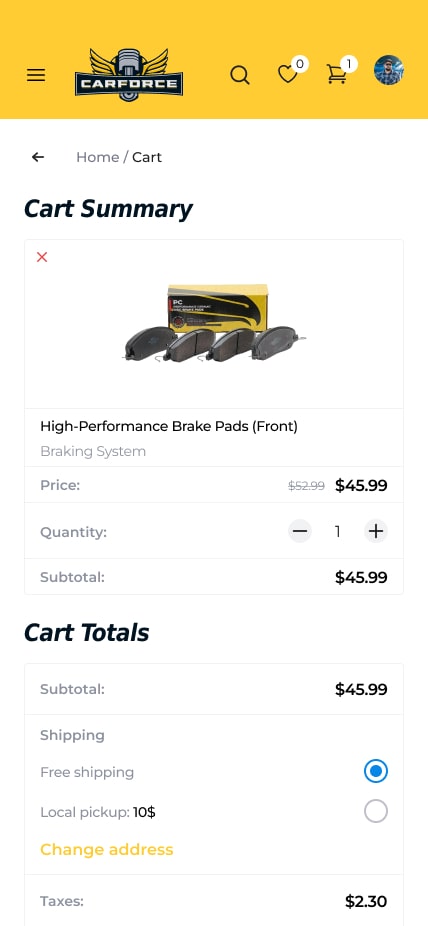 CARFORCE
0
1
Home / Cart
Cart Summary
PC
High-Performance Brake Pads (Front)
Braking System
Price: $52.99 $45.99
Quantity: 1
Subtotal: $45.99
Cart Totals
Subtotal: $45.99
Shipping
Free shipping
Local pickup: 10$
Change address
Taxes: $2.30